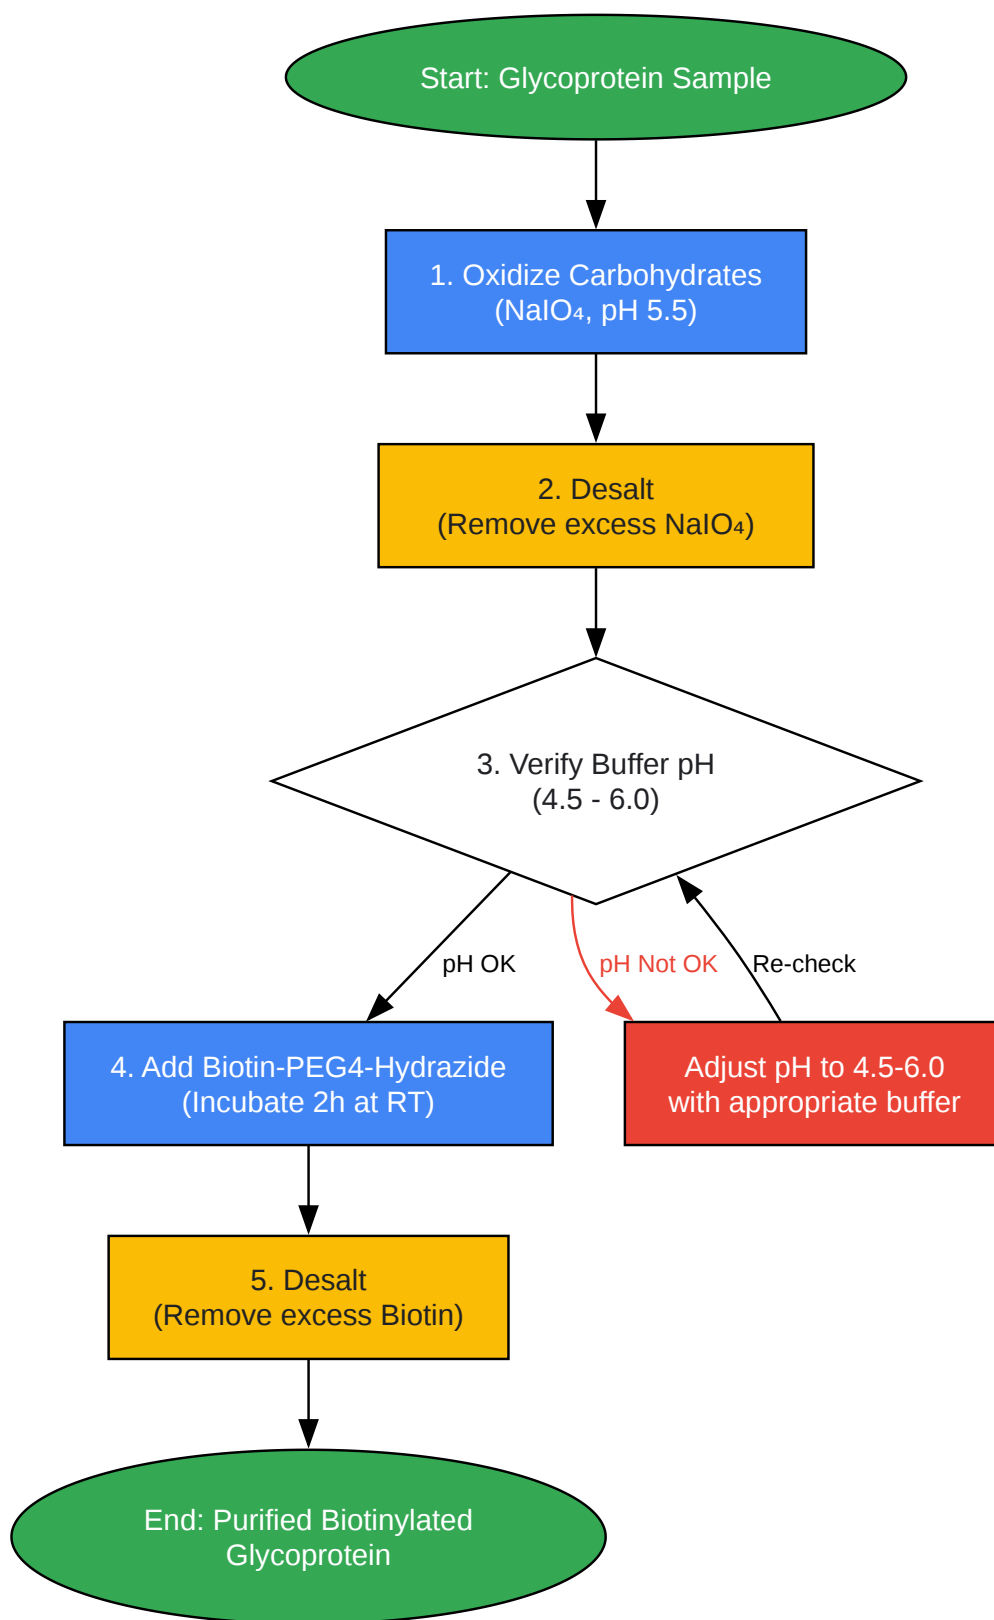 Start: Glycoprotein Sample
1. Oxidize Carbohydrates
(NaIO₄, pH 5.5)
2. Desalt
(Remove excess NaIO₄)
3. Verify Buffer pH
(4.5 - 6.0)
pH OK
pH Not OK
Re-check
4. Add Biotin-PEG4-Hydrazide
(Incubate 2h at RT)
Adjust pH to 4.5-6.0
with appropriate buffer
5. Desalt
(Remove excess Biotin)
End: Purified Biotinylated
Glycoprotein